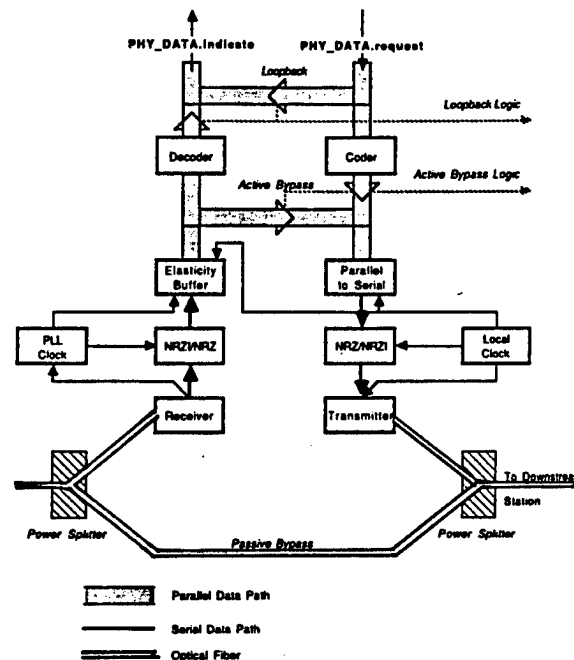 PHY_DATA.indicate
PHY_DATA.request
Loopback
Loopback Logic
Decoder
Coder
Active Bypass Logic
Active Bypass
Elasticity
Buffer
Parallel
to Serial
PLL
Clock
NRZI/NRZ
NRZ/NRZI
Local
Clock
Receiver
Transmitter
To Downstrea
Station
Power Splitter
Power Splitter
Passive Bypass
Parallel Data Path
Serial Data Path
Optical Fiber